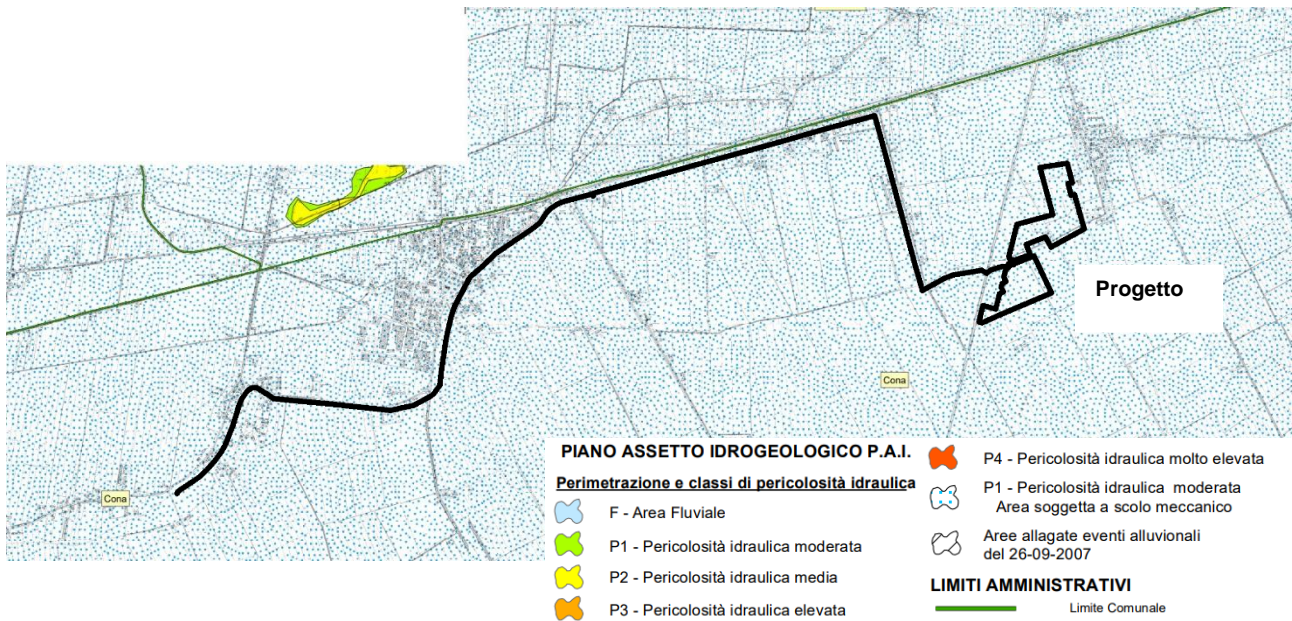 Progetto
Cona
Cona
PIANO ASSETTO IDROGEOLOGICO P.A.I.
Perimetrazione e classi di pericolosità idraulica
F - Area Fluviale
P1 - Pericolosità idraulica moderata
P2 - Pericolosità idraulica media
P3 - Pericolosità idraulica elevata
P4 - Pericolosità idraulica molto elevata
P1 - Pericolosità idraulica moderata
Area soggetta a scolo meccanico
Aree allagate eventi alluvionali
del 26-09-2007
LIMITI AMMINISTRATIVI
Limite Comunale